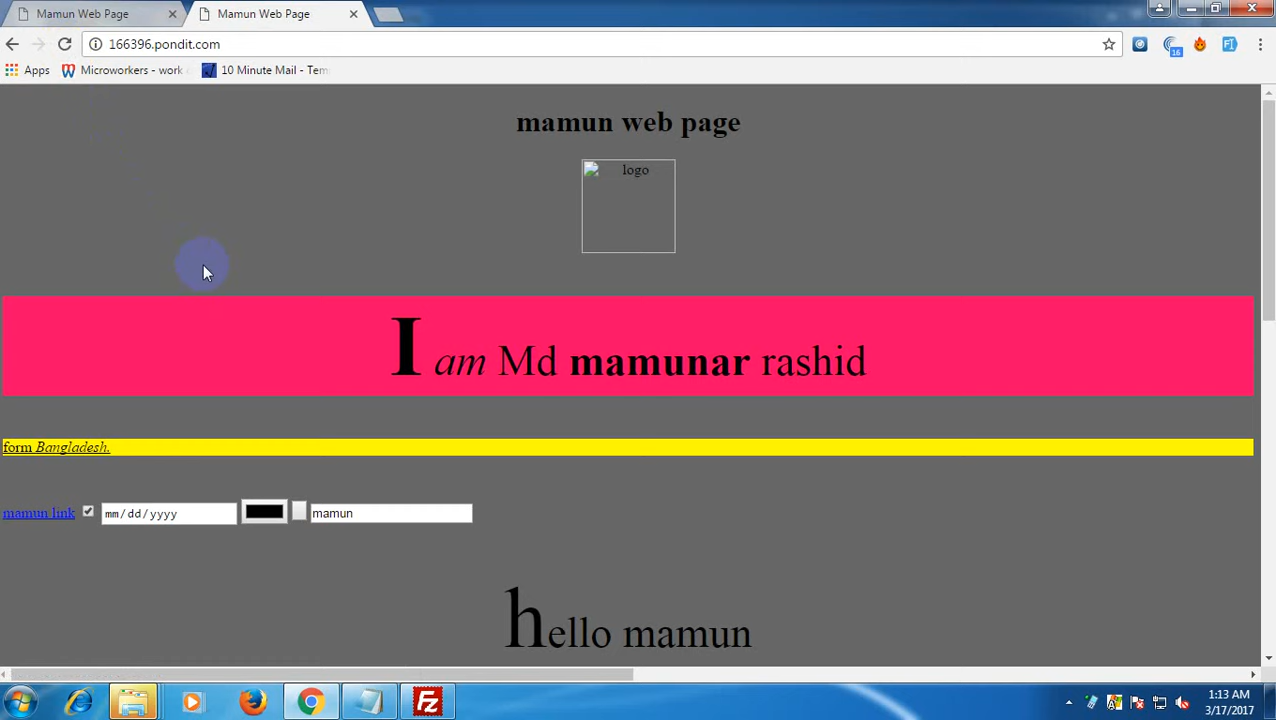 Mamun Web Page
Mamun Web Page
166396.pondit.com
16
Apps
Microworkers - work
10 Minute Mail - Tem
mamun web page
logo
I am Md mamunar rashid
form Bangladesh.
mamun link
mm/dd/yyyy
mamun
hello mamun
Fz
1:13 AM
3/17/2017